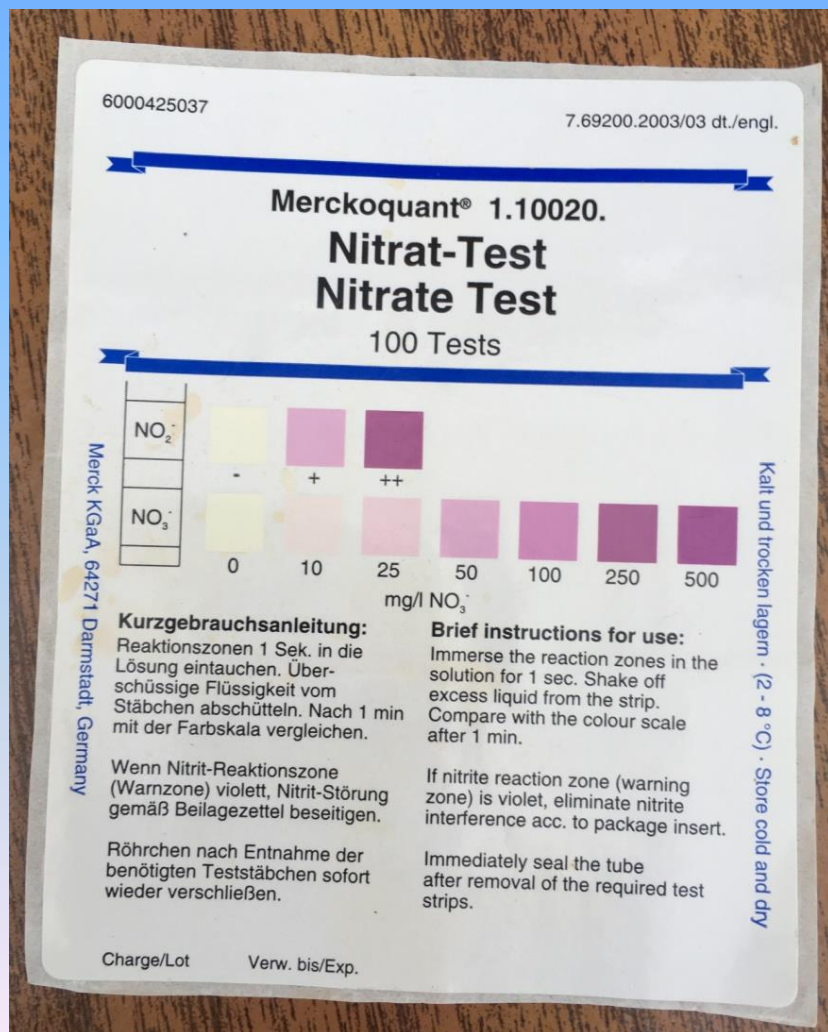 6000425037
7.69200.2003/03 dt./engl.
Merckoquant® 1.10020.
Nitrat-Test
Nitrate Test
100 Tests
NO₂⁻
- + ++
NO₃⁻
0 10 25 50 100 250 500
mg/l NO₃⁻
Merck KGaA, 64271 Darmstadt, Germany
Kurzgebrauchsanleitung:
Reaktionszonen 1 Sek. in die
Lösung eintauchen. Über-
schüssige Flüssigkeit vom
Stäbchen abschütteln. Nach 1 min
mit der Farbskala vergleichen.
Wenn Nitrit-Reaktionszone
(Warnzone) violett, Nitrit-Störung
gemäß Beilagezettel beseitigen.
Röhrchen nach Entnahme der
benötigten Teststäbchen sofort
wieder verschließen.
Brief instructions for use:
Immerse the reaction zones in the
solution for 1 sec. Shake off
excess liquid from the strip.
Compare with the colour scale
after 1 min.
If nitrite reaction zone (warning
zone) is violet, eliminate nitrite
interference acc. to package insert.
Immediately seal the tube
after removal of the required test
strips.
Kalt und trocken lagern · (2 - 8 °C) · Store cold and dry
Charge/Lot Verw. bis/Exp.